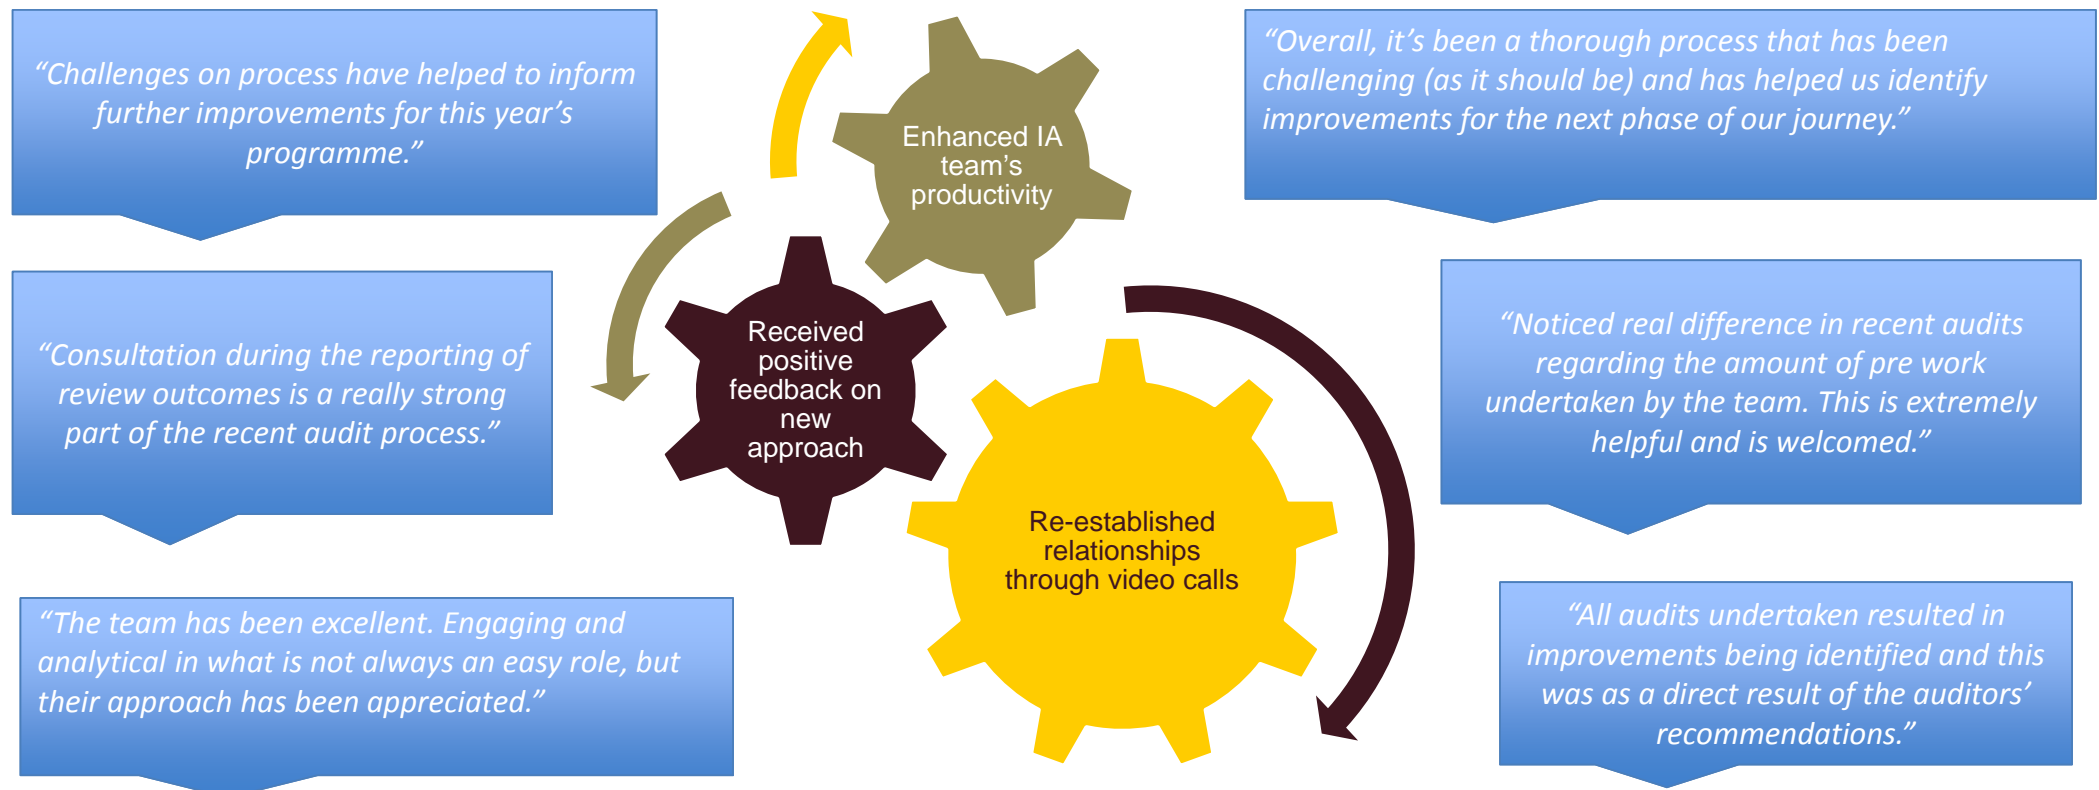 “Challenges on process have helped to inform
further improvements for this year’s
programme.”
“Consultation during the reporting of
review outcomes is a really strong
part of the recent audit process.”
“The team has been excellent. Engaging and
analytical in what is not always an easy role, but
their approach has been appreciated.”
Enhanced IA
team’s
productivity
Received
positive
feedback on
new
approach
Re-established
relationships
through video calls
“Overall, it’s been a thorough process that has been
challenging (as it should be) and has helped us identify
improvements for the next phase of our journey.”
“Noticed real difference in recent audits
regarding the amount of pre work
undertaken by the team. This is extremely
helpful and is welcomed.”
“All audits undertaken resulted in
improvements being identified and this
was as a direct result of the auditors’
recommendations.”